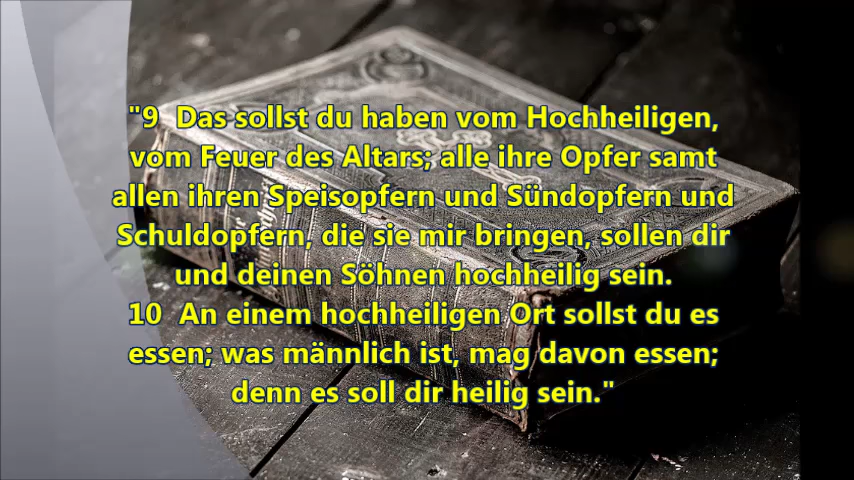 "9 Das sollst du haben vom Hochheiligen,
vom Feuer des Altars; alle ihre Opfer samt
allen ihren Speisopfern und Sündopfern und
Schuldopfern, die sie mir bringen, sollen dir
und deinen Söhnen hochheilig sein.
10 An einem hochheiligen Ort sollst du es
essen; was männlich ist, mag davon essen;
denn es soll dir heilig sein."